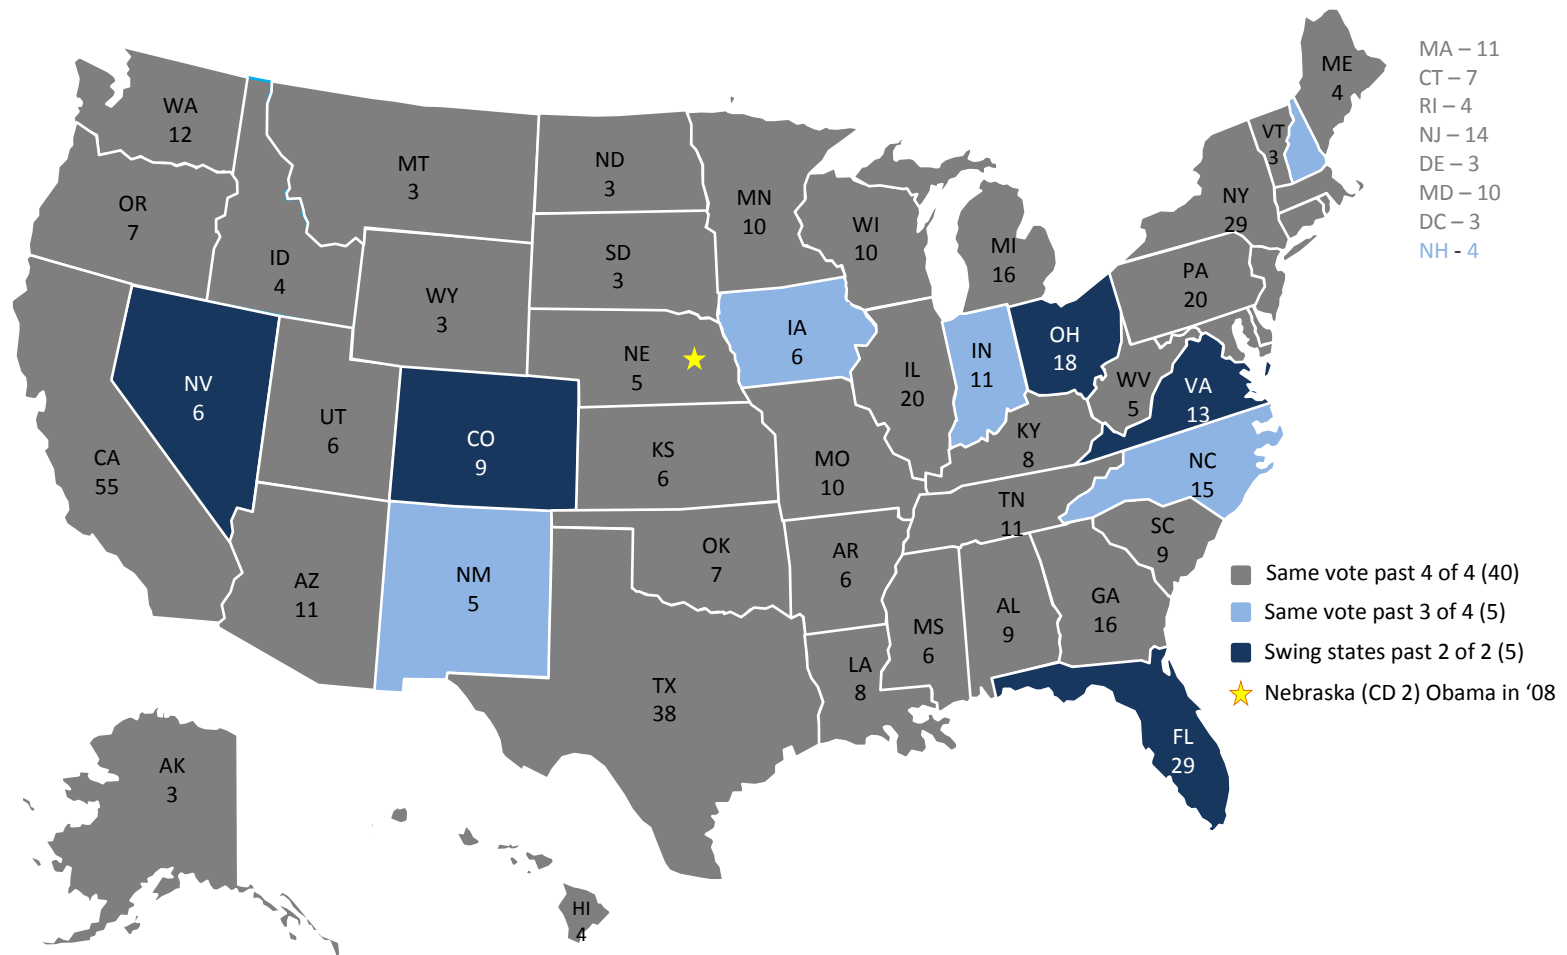 WA
12
OR
7
CA
55
NV
6
ID
4
MT
3
WY
3
UT
6
AZ
11
CO
9
NM
5
ND
3
SD
3
NE
5
KS
6
OK
7
TX
38
MN
10
IA
6
MO
10
AR
6
LA
8
WI
10
IL
20
MI
16
IN
11
OH
18
KY
8
TN
11
MS
6
AL
9
GA
16
FL
29
SC
9
NC
15
VA
13
WV
5
PA
20
NY
29
VT
3
ME
4
AK
3
HI
4
MA – 11
CT – 7
RI – 4
NJ – 14
DE – 3
MD – 10
DC – 3
NH - 4
Same vote past 4 of 4 (40)
Same vote past 3 of 4 (5)
Swing states past 2 of 2 (5)
Nebraska (CD 2) Obama in ‘08